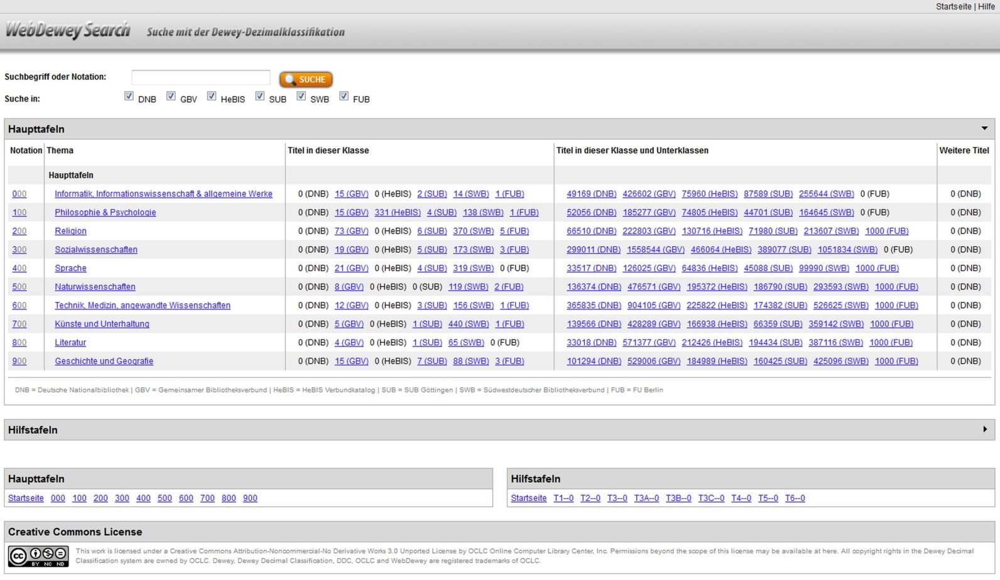 Startseite | Hilfe
WebDewey Search Suche mit der Dewey-Dezimalklassifikation
Suchbegriff oder Notation: SUCHE
Suche in: DNB GBV HeBIS SUB SWB FUB
Haupttafeln
Notation Thema Titel in dieser Klasse Titel in dieser Klasse und Unterklassen Weitere Titel
Haupttafeln
000 Informatik, Informationswissenschaft & allgemeine Werke 0 (DNB) 15 (GBV) 0 (HeBIS) 2 (SUB) 14 (SWB) 1 (FUB) 49169 (DNB) 426602 (GBV) 75960 (HeBIS) 87589 (SUB) 255644 (SWB) 0 (FUB) 0 (DNB)
100 Philosophie & Psychologie 0 (DNB) 15 (GBV) 331 (HeBIS) 4 (SUB) 138 (SWB) 1 (FUB) 52056 (DNB) 185277 (GBV) 74805 (HeBIS) 44701 (SUB) 164645 (SWB) 0 (FUB) 0 (DNB)
200 Religion 0 (DNB) 73 (GBV) 0 (HeBIS) 6 (SUB) 370 (SWB) 5 (FUB) 66510 (DNB) 222803 (GBV) 130716 (HeBIS) 71980 (SUB) 213607 (SWB) 1000 (FUB) 0 (DNB)
300 Sozialwissenschaften 0 (DNB) 19 (GBV) 0 (HeBIS) 5 (SUB) 173 (SWB) 3 (FUB) 299011 (DNB) 1558544 (GBV) 466064 (HeBIS) 389077 (SUB) 1051834 (SWB) 0 (FUB) 0 (DNB)
400 Sprache 0 (DNB) 21 (GBV) 0 (HeBIS) 4 (SUB) 319 (SWB) 0 (FUB) 33517 (DNB) 126025 (GBV) 64836 (HeBIS) 45088 (SUB) 99990 (SWB) 1000 (FUB) 0 (DNB)
500 Naturwissenschaften 0 (DNB) 8 (GBV) 0 (HeBIS) 0 (SUB) 119 (SWB) 2 (FUB) 136374 (DNB) 476571 (GBV) 195372 (HeBIS) 186790 (SUB) 293593 (SWB) 1000 (FUB) 0 (DNB)
600 Technik, Medizin, angewandte Wissenschaften 0 (DNB) 12 (GBV) 0 (HeBIS) 3 (SUB) 156 (SWB) 1 (FUB) 365835 (DNB) 904105 (GBV) 225822 (HeBIS) 174382 (SUB) 526625 (SWB) 1000 (FUB) 0 (DNB)
700 Künste und Unterhaltung 0 (DNB) 5 (GBV) 0 (HeBIS) 1 (SUB) 440 (SWB) 1 (FUB) 139566 (DNB) 428289 (GBV) 166938 (HeBIS) 66359 (SUB) 359142 (SWB) 1000 (FUB) 0 (DNB)
800 Literatur 0 (DNB) 4 (GBV) 0 (HeBIS) 1 (SUB) 65 (SWB) 0 (FUB) 33018 (DNB) 571377 (GBV) 212426 (HeBIS) 194434 (SUB) 387116 (SWB) 1000 (FUB) 0 (DNB)
900 Geschichte und Geografie 0 (DNB) 15 (GBV) 0 (HeBIS) 7 (SUB) 88 (SWB) 3 (FUB) 101294 (DNB) 529006 (GBV) 184989 (HeBIS) 160425 (SUB) 425096 (SWB) 1000 (FUB) 0 (DNB)
DNB = Deutsche Nationalbibliothek | GBV = Gemeinsamer Bibliotheksverbund | HeBIS = HeBIS Verbundkatalog | SUB = SUB Göttingen | SWB = Südwestdeutscher Bibliotheksverbund | FUB = FU Berlin
Hilfstafeln
Haupttafeln
Startseite 000 100 200 300 400 500 600 700 800 900
Hilfstafeln
Startseite T1--0 T2--0 T3--0 T3A--0 T3B--0 T3C--0 T4--0 T5--0 T6--0
Creative Commons License
cc BY NC ND
This work is licensed under a Creative Commons Attribution-Noncommercial-No Derivative Works 3.0 Unported License by OCLC Online Computer Library Center, Inc. Permissions beyond the scope of this license may be available at here. All copyright rights in the Dewey Decimal
Classification system are owned by OCLC. Dewey, Dewey Decimal Classification, DDC, OCLC and WebDewey are registered trademarks of OCLC.